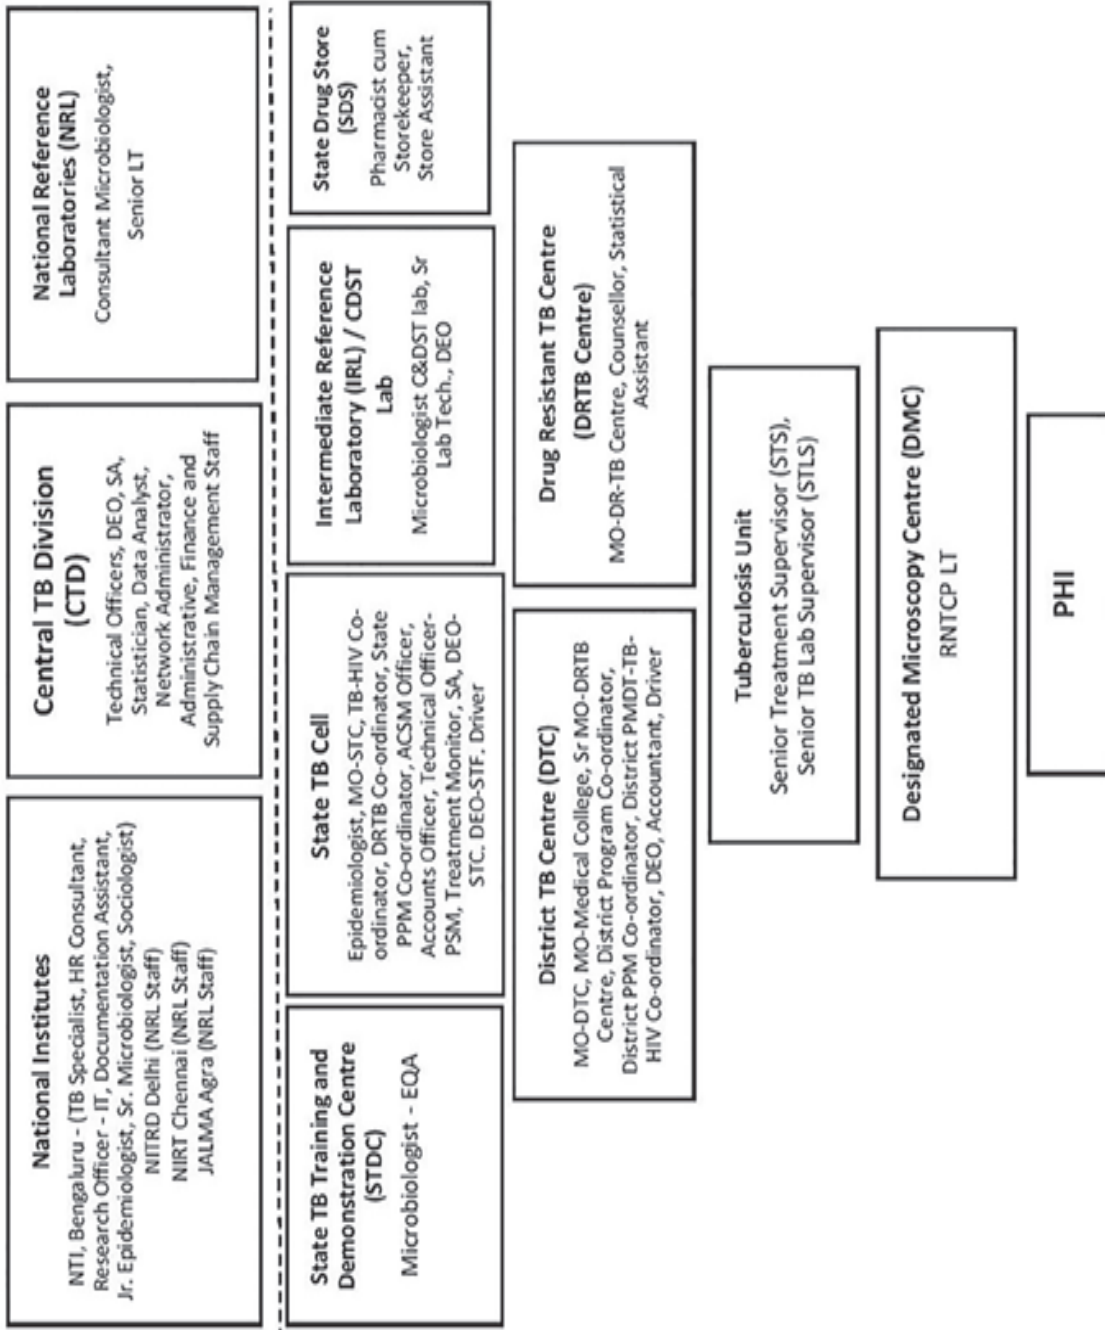 National Institutes
NTI, Bengaluru - (TB Specialist, HR Consultant,
Research Officer - IT, Documentation Assistant,
Jr. Epidemiologist, Sr. Microbiologist, Sociologist)
NITRD Delhi (NRL Staff)
NIRT Chennai (NRL Staff)
JALMA Agra (NRL Staff)
Central TB Division
(CTD)
Technical Officers, DEO, SA,
Statistician, Data Analyst,
Network Administrator,
Administrative, Finance and
Supply Chain Management Staff
National Reference
Laboratories (NRL)
Consultant Microbiologist,
Senior LT
State TB Training and
Demonstration Centre
(STDC)
Microbiologist - EQA
State TB Cell
Epidemiologist, MO-STC, TB-HIV Co-
ordinator, DRTB Co-ordinator, State
PPM Co-ordinator, ACSM Officer,
Accounts Officer, Technical Officer-
PSM, Treatment Monitor, SA, DEO-
STC. DEO-STF. Driver
Intermediate Reference
Laboratory (IRL) / CDST
Lab
Microbiologist C&DST lab, Sr
Lab Tech., DEO
State Drug Store
(SDS)
Pharmacist cum
Storekeeper,
Store Assistant
District TB Centre (DTC)
MO-DTC, MO-Medical College, Sr MO-DRTB
Centre, District Program Co-ordinator,
District PPM Co-ordinator, District PMDT-TB-
HIV Co-ordinator, DEO, Accountant, Driver
Drug Resistant TB Centre
(DRTB Centre)
MO-DR-TB Centre, Counsellor, Statistical
Assistant
Tuberculosis Unit
Senior Treatment Supervisor (STS),
Senior TB Lab Supervisor (STLS)
Designated Microscopy Centre (DMC)
RNTCP LT
PHI